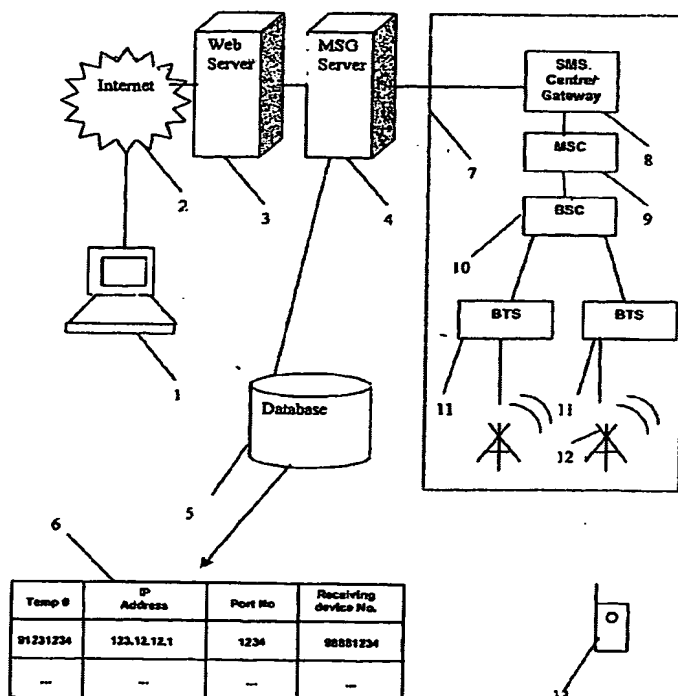 Web
Server
MSG
Server
Internet
SMS.
Center/
Gateway
MSC
BSC
BTS
BTS
Database
1
2
3
4
5
6
7
8
9
10
11
11
12
13
Temp # IP Address Port No Receiving device No.
91231234 123.12.12.1 1234 98881234
--- --- --- ---